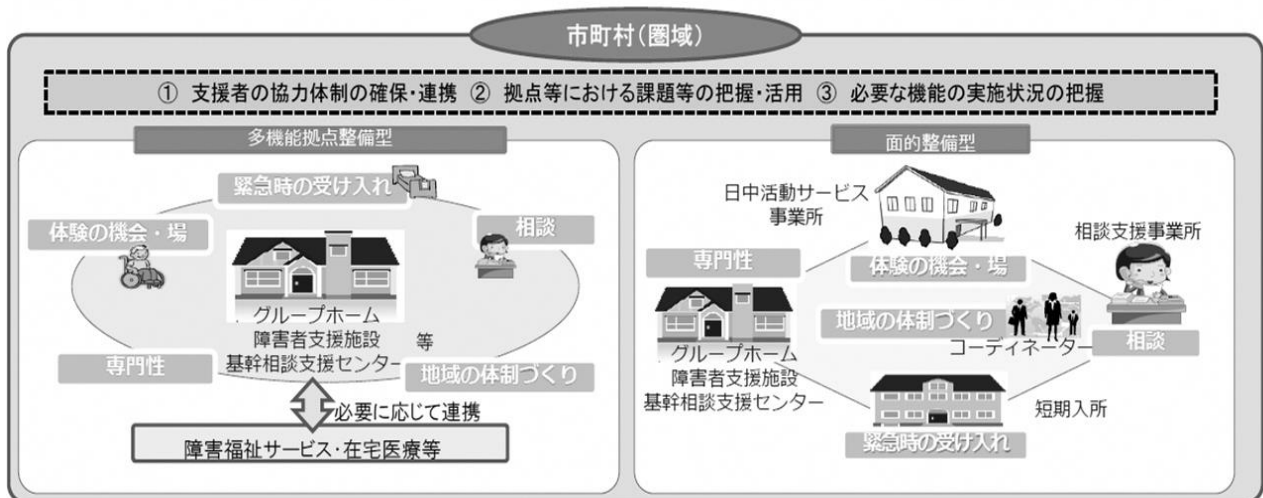 市町村（圏域）
① 支援者の協力体制の確保・連携 ② 拠点等における課題等の把握・活用 ③ 必要な機能の実施状況の把握
多機能拠点整備型
緊急時の受け入れ
体験の機会・場
相談
グループホーム
障害者支援施設 等
基幹相談支援センター
専門性
地域の体制づくり
必要に応じて連携
障害福祉サービス・在宅医療等
面的整備型
日中活動サービス
事業所
相談支援事業所
専門性
体験の機会・場
地域の体制づくり
コーディネーター
相談
グループホーム
障害者支援施設
基幹相談支援センター
短期入所
緊急時の受け入れ